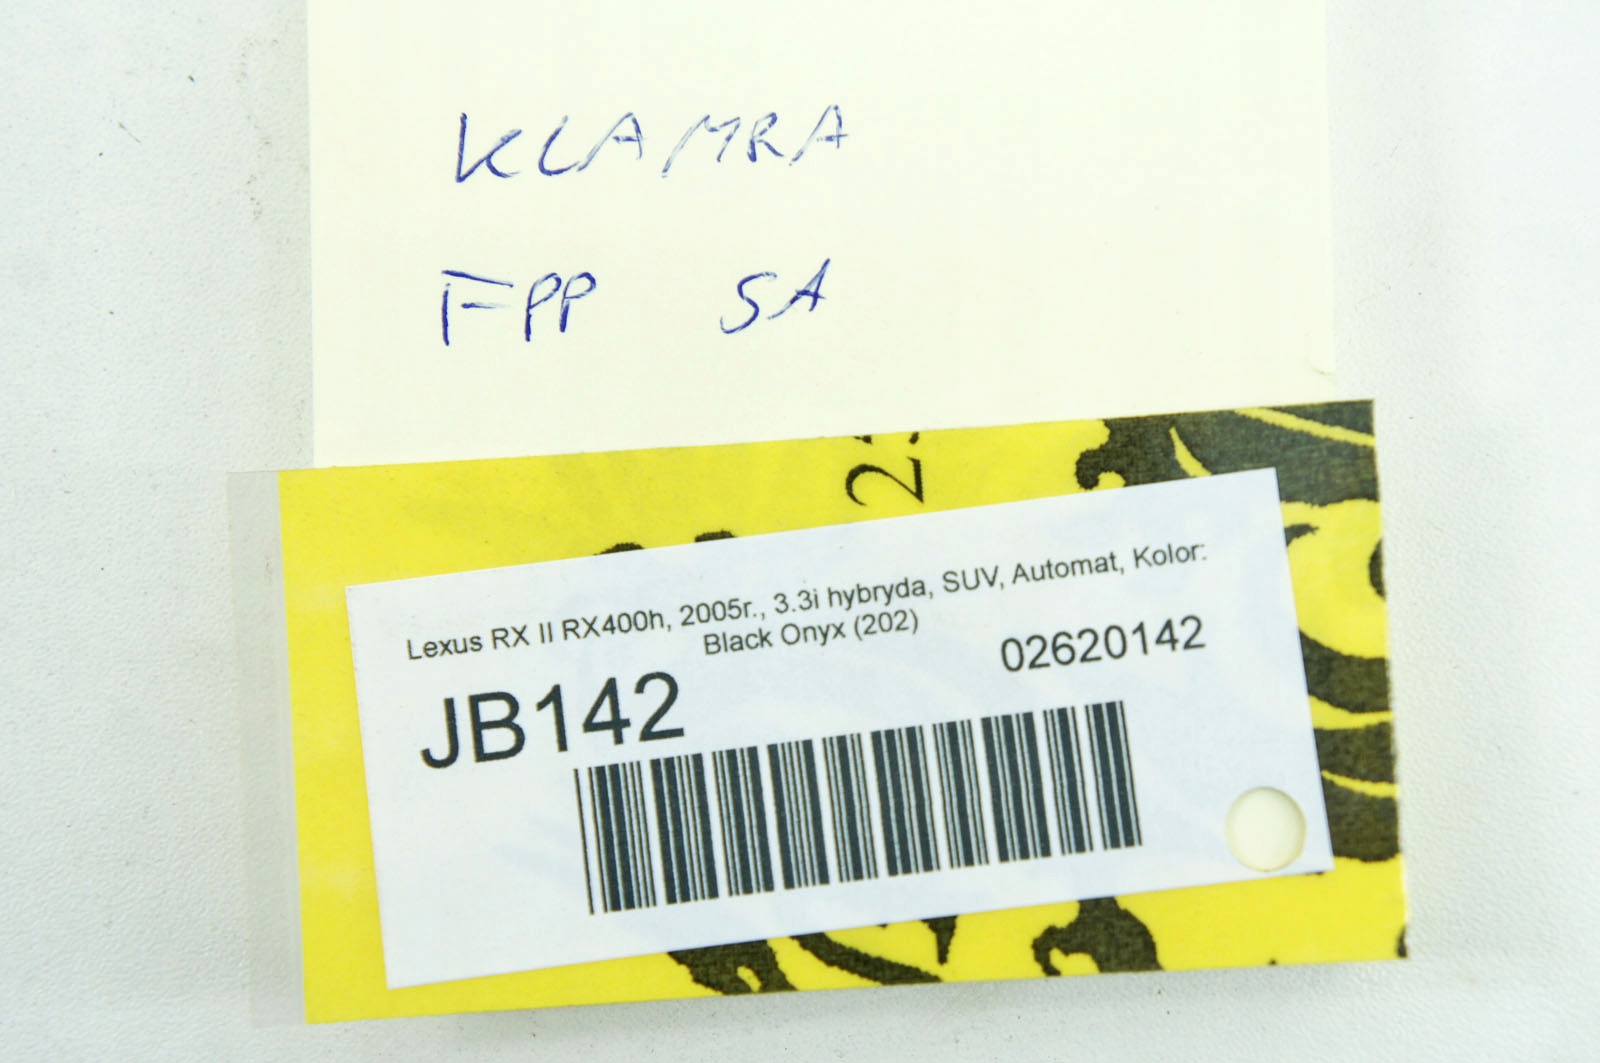 KLAMRA
FPP SA
2
Lexus RX II RX400h, 2005r., 3.3i hybryda, SUV, Automat, Kolor:
Black Onyx (202)
02620142
JB142